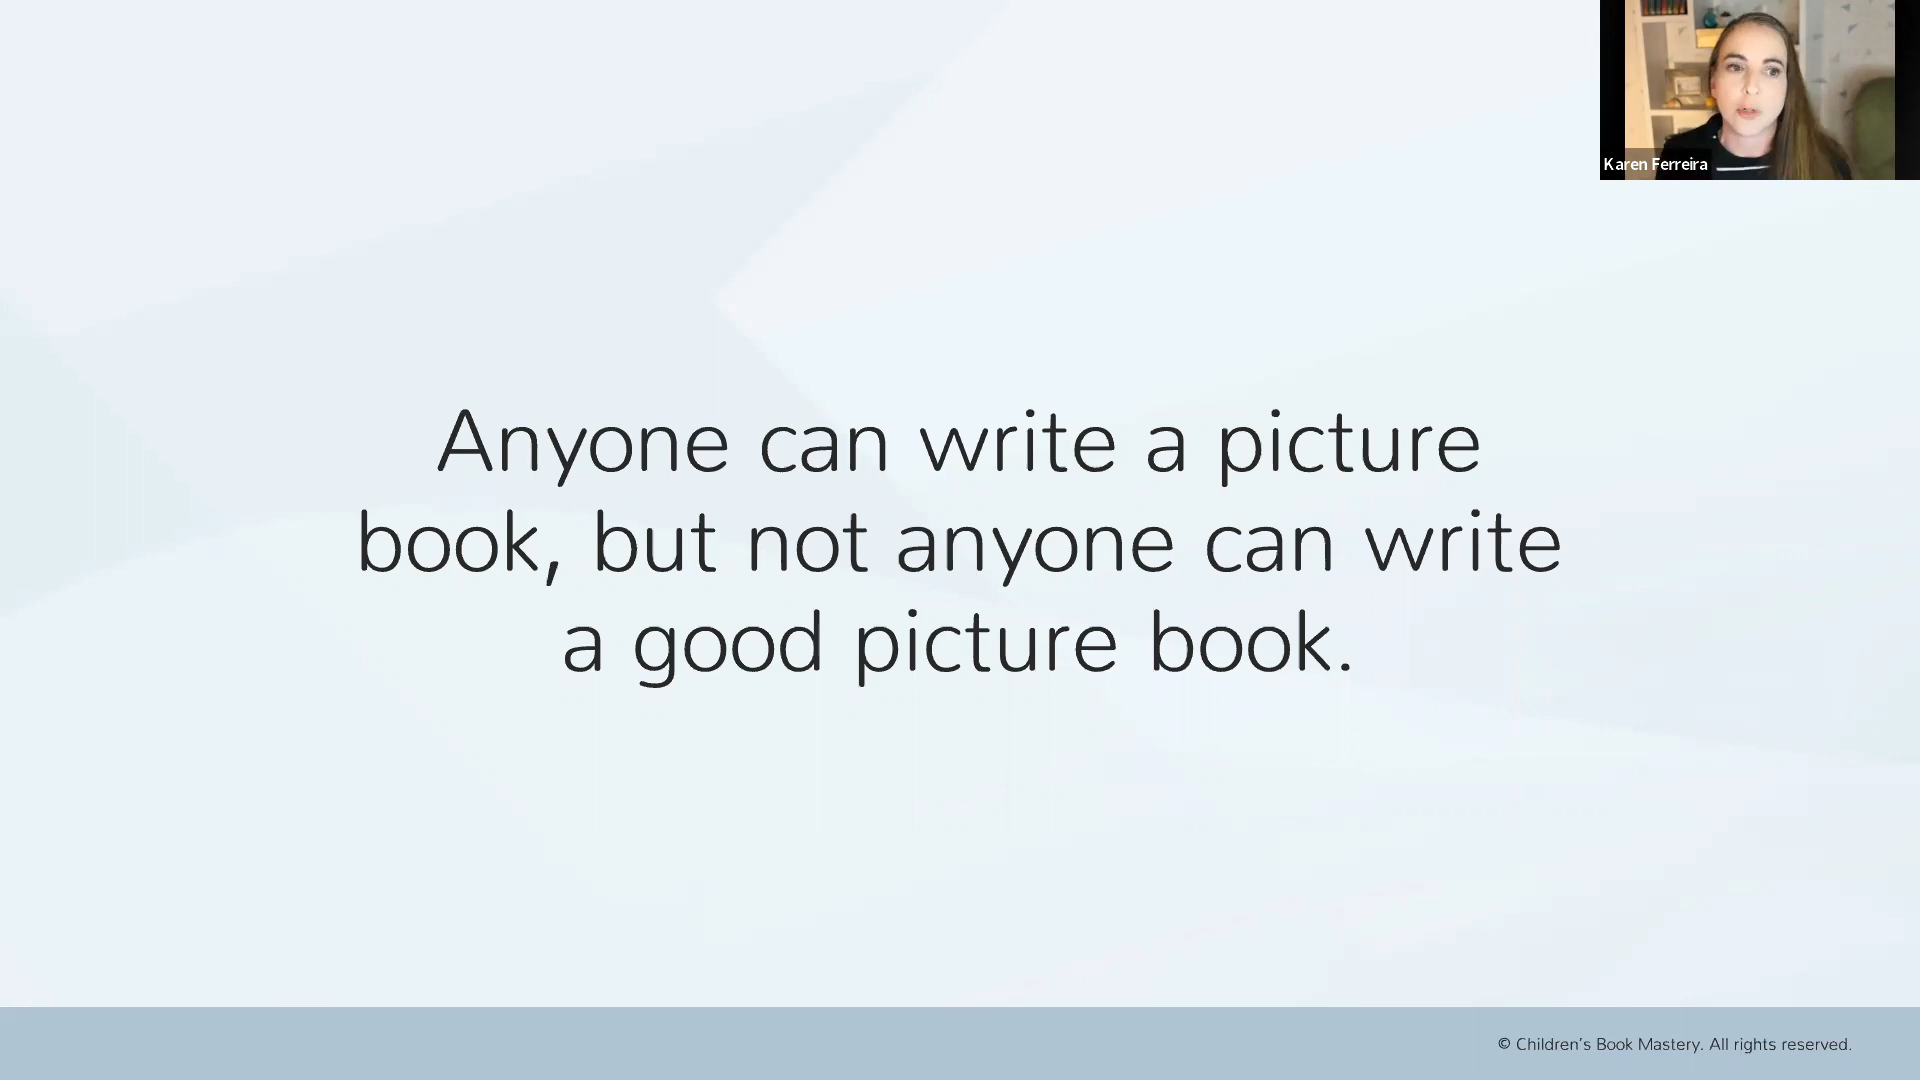 Karen Ferreira
Anyone can write a picture
book, but not anyone can write
a good picture book.
© Children's Book Mastery. All rights reserved.